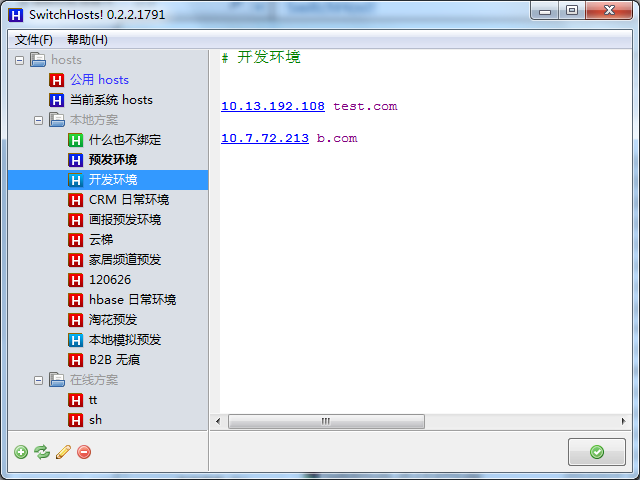 SwitchHosts! 0.2.2.1791
文件(F) 帮助(H)
hosts
公用 hosts
当前系统 hosts
本地方案
什么也不绑定
预发环境
开发环境
CRM 日常环境
画报预发环境
云梯
家居频道预发
120626
hbase 日常环境
淘花预发
本地模拟预发
B2B 无痕
在线方案
tt
sh
# 开发环境
10.13.192.108 test.com
10.7.72.213 b.com